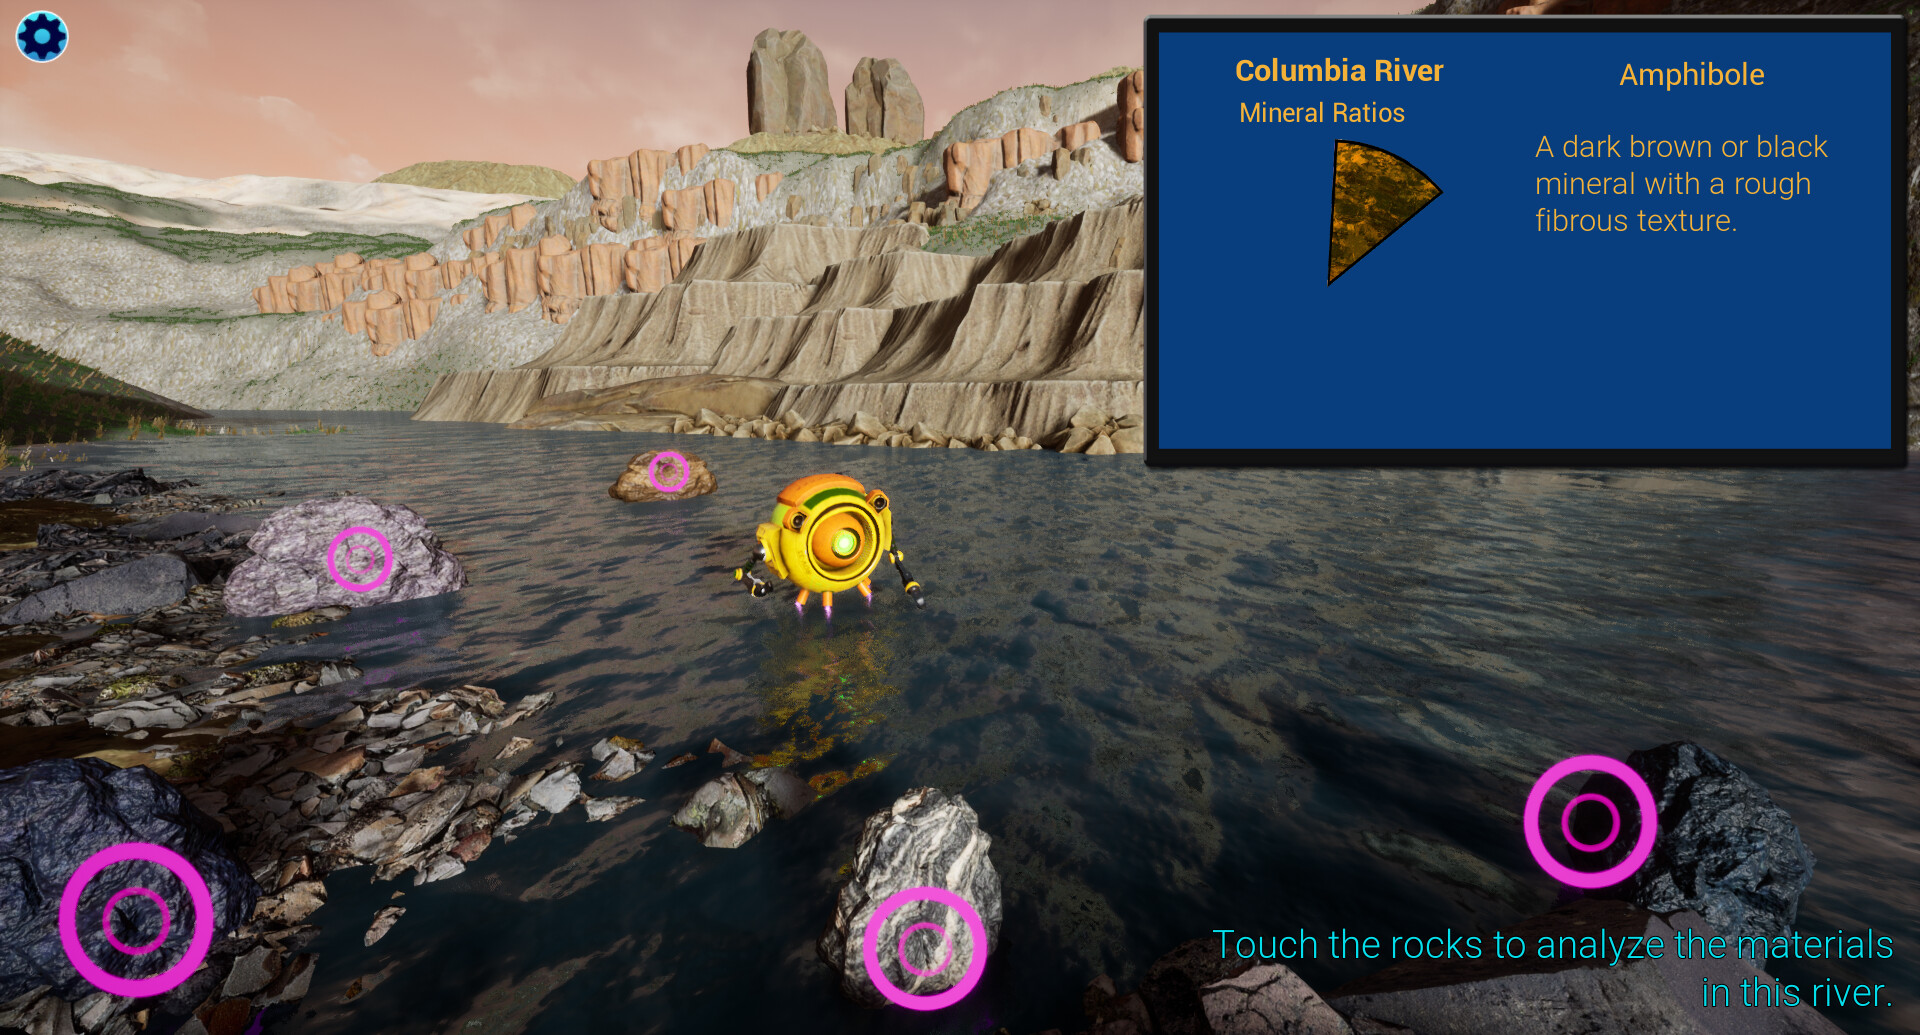 Columbia River
Mineral Ratios
Amphibole
A dark brown or black
mineral with a rough
fibrous texture.
Touch the rocks to analyze the materials
in this river.